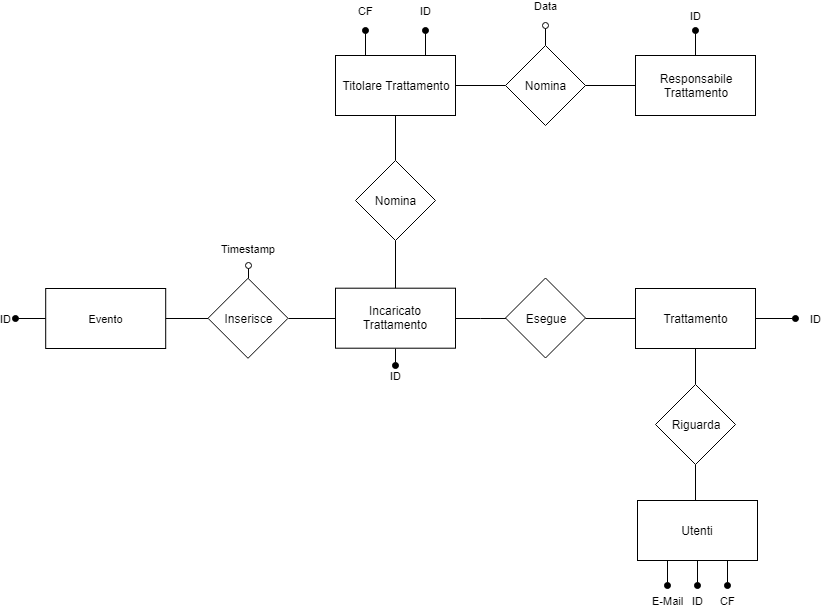 CF
ID
Data
ID
Titolare Trattamento
Nomina
Responsabile
Trattamento
Nomina
Timestamp
ID
Evento
Inserisce
Incaricato
Trattamento
Esegue
Trattamento
ID
ID
Riguarda
Utenti
E-Mail
ID
CF